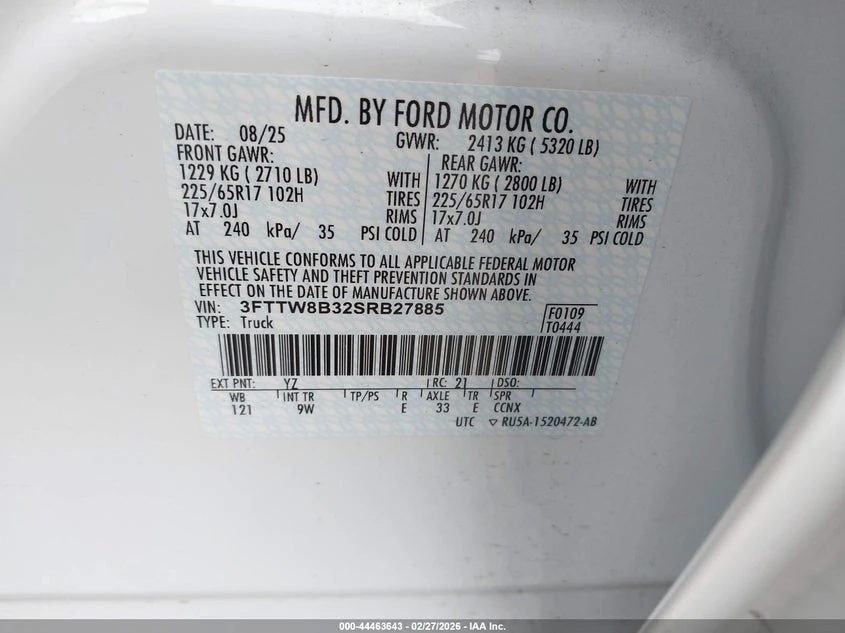 MFD. BY FORD MOTOR CO.
DATE: 08/25 GVWR: 2413 KG ( 5320 LB)
FRONT GAWR: REAR GAWR:
1229 KG ( 2710 LB) WITH 1270 KG ( 2800 LB) WITH
225/65R17 102H TIRES 225/65R17 102H TIRES
17x7.0J RIMS 17x7.0J RIMS
AT 240 kPa/ 35 PSI COLD AT 240 kPa/ 35 PSI COLD
THIS VEHICLE CONFORMS TO ALL APPLICABLE FEDERAL MOTOR
VEHICLE SAFETY AND THEFT PREVENTION STANDARDS IN
EFFECT ON THE DATE OF MANUFACTURE SHOWN ABOVE.
VIN: 3FTTW8B32SRB27885 F0109
TYPE: Truck T0444
EXT PNT: YZ RC: 21 DSO:
WB INT TR TP/PS R AXLE TR SPR
121 9W E 33 E CCNX
UTC ▽ RU5A-1520472-AB
000-44463643 | 02/27/2026 - IAA Inc.